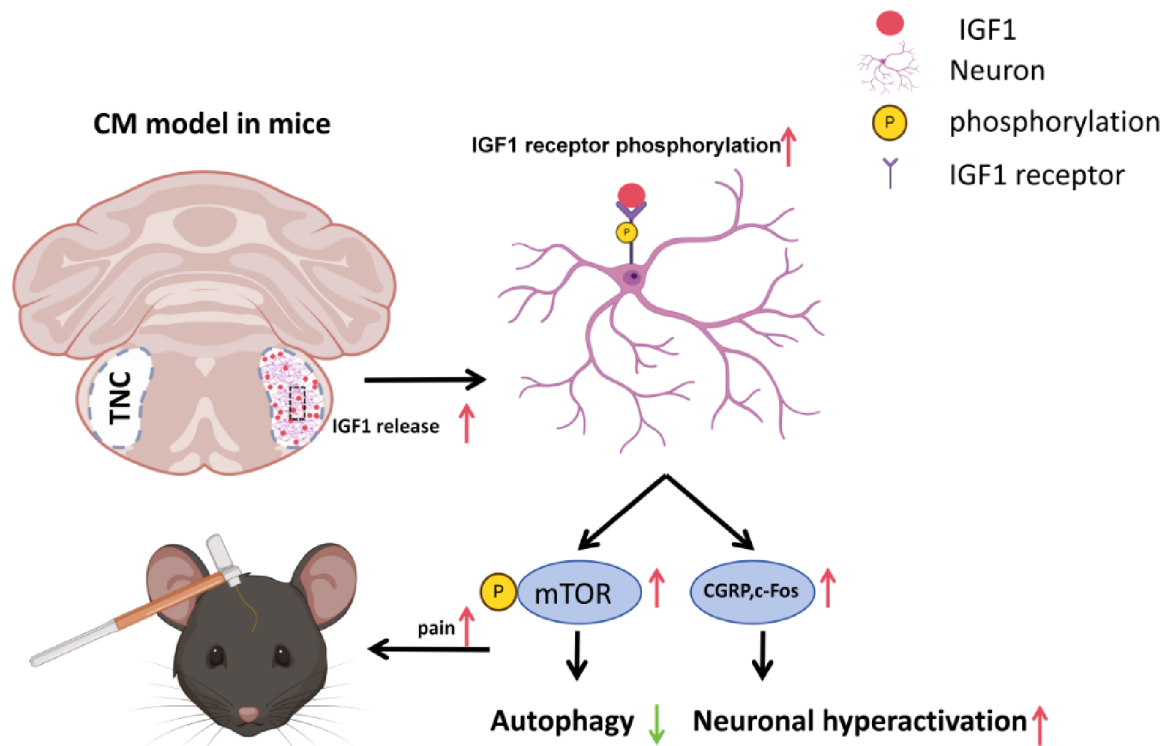 IGF1
Neuron
P
phosphorylation
IGF1 receptor
CM model in mice
IGF1 receptor phosphorylation
P
TNC
IGF1 release
P
mTOR
CGRP,c-Fos
pain
Autophagy
Neuronal hyperactivation